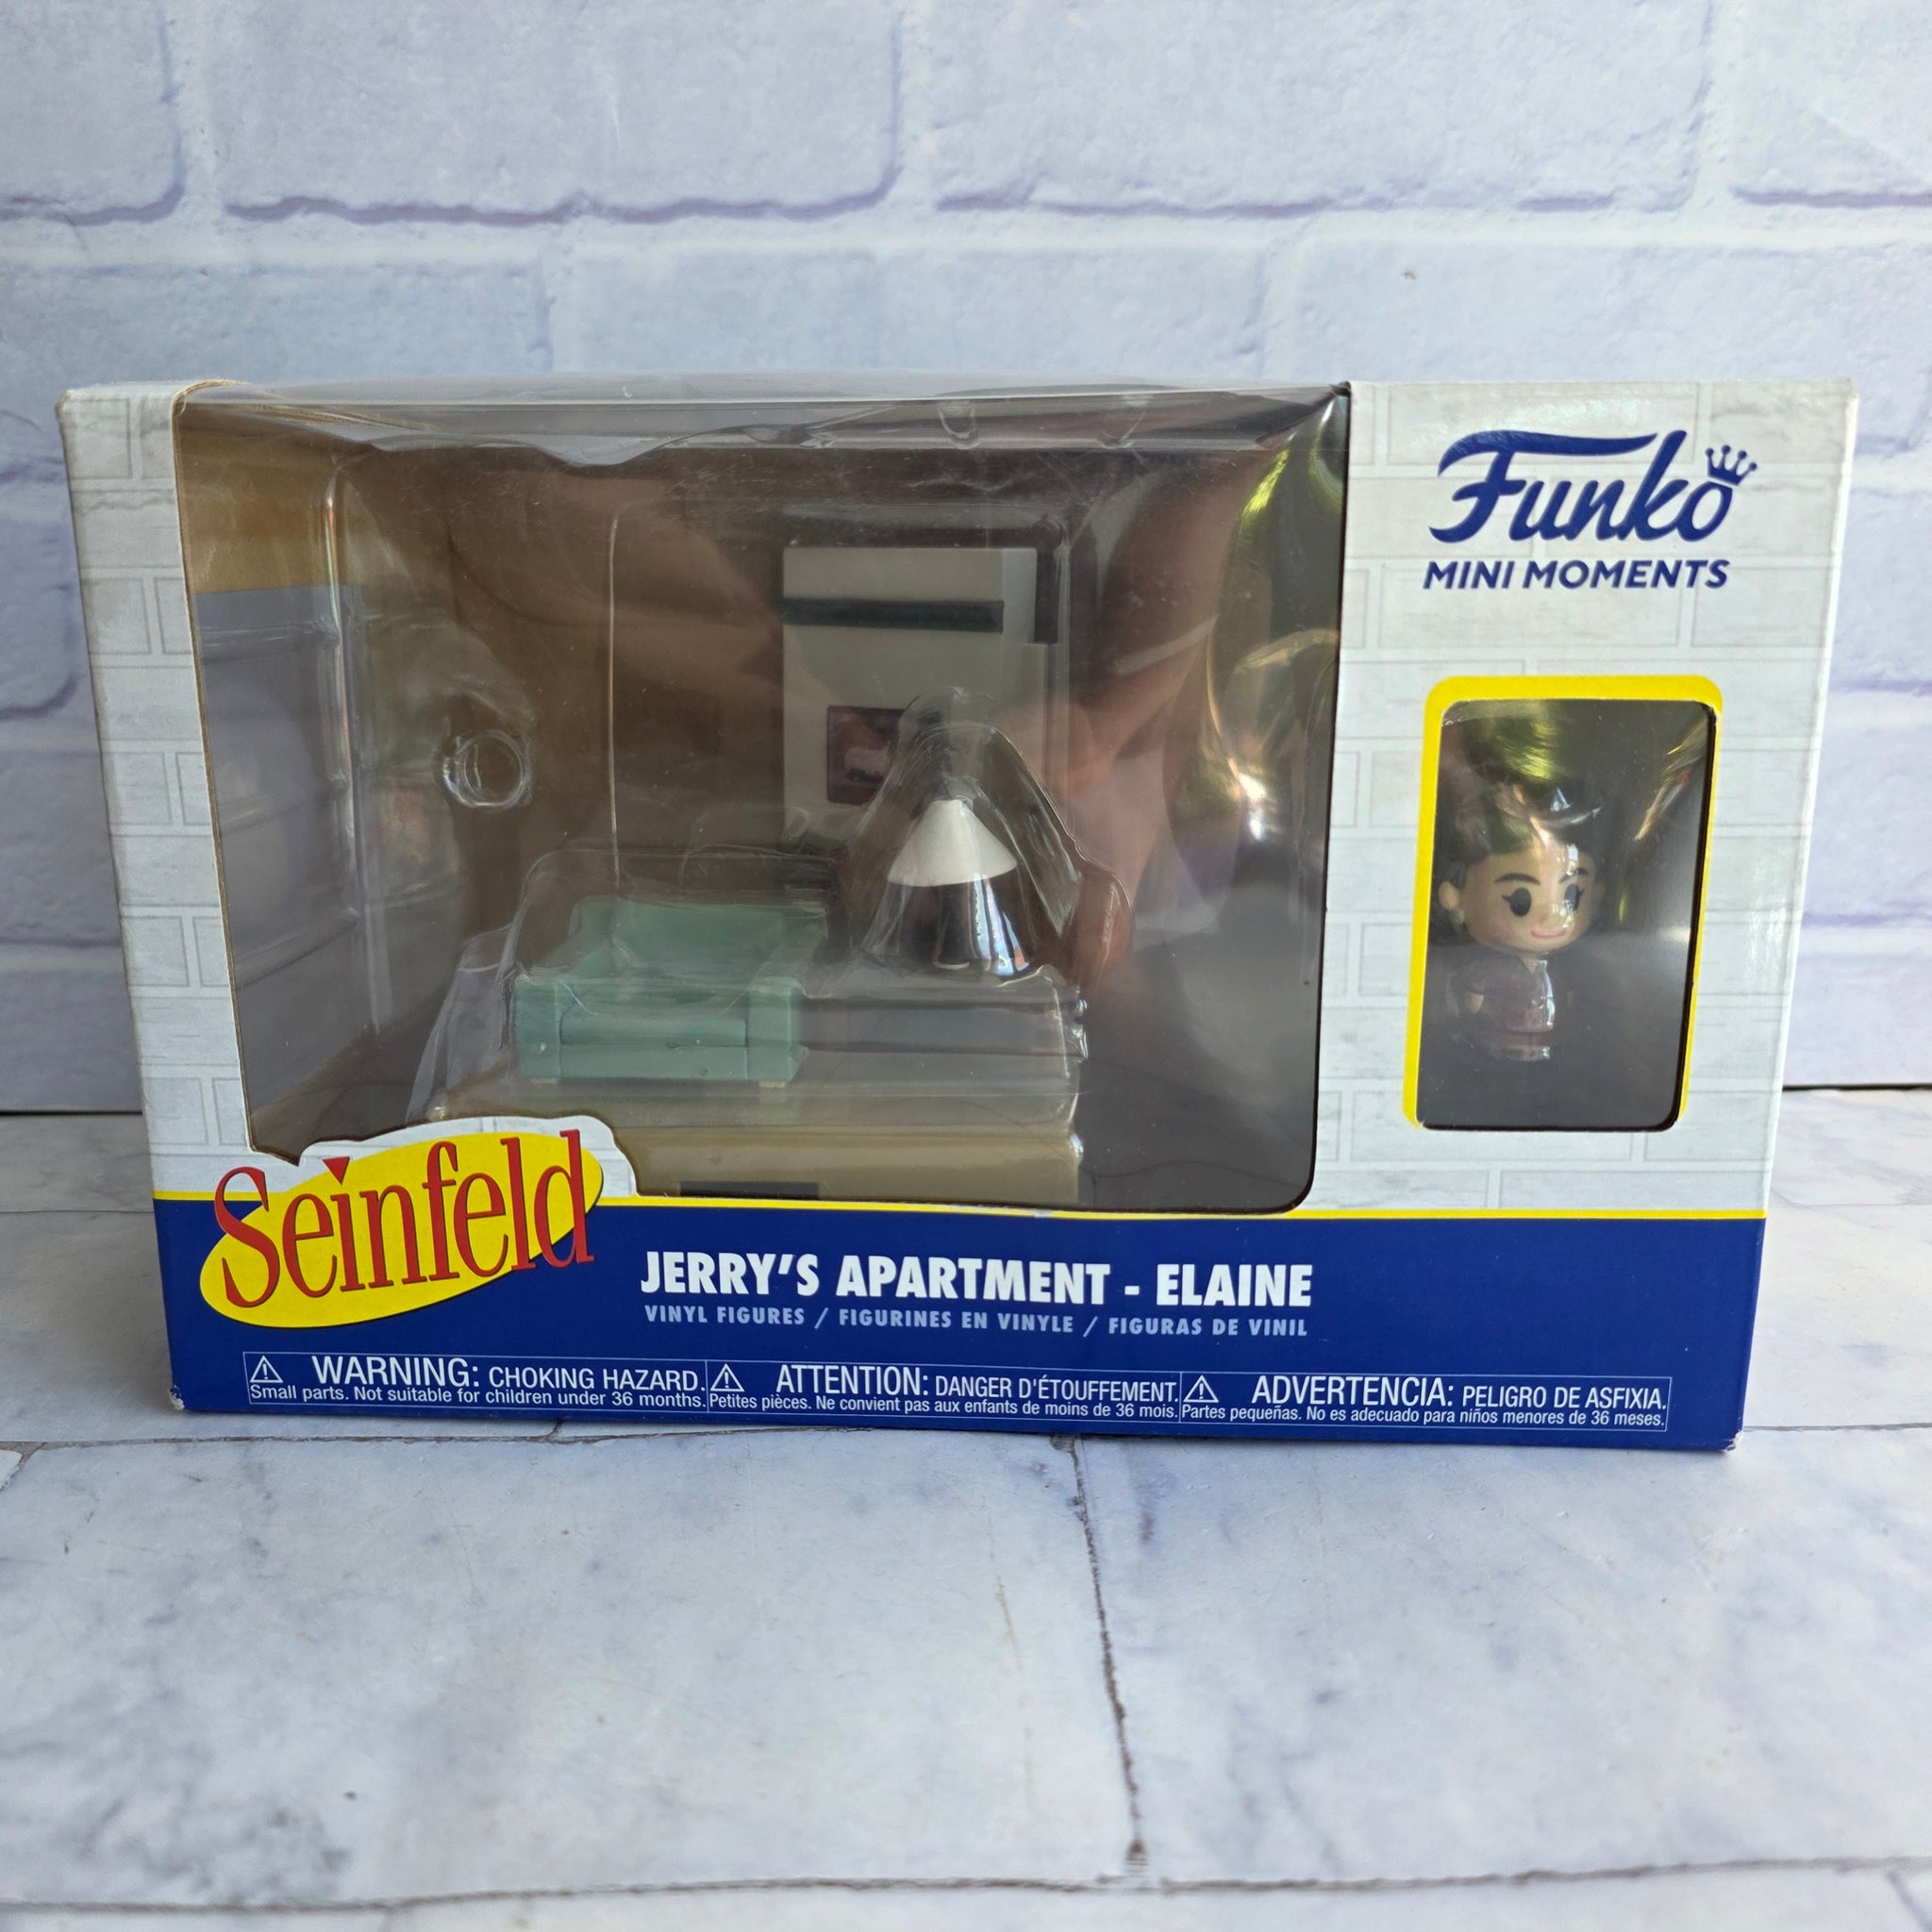 Funko
MINI MOMENTS
Seinfeld
JERRY'S APARTMENT - ELAINE
VINYL FIGURES / FIGURINES EN VINYLE / FIGURAS DE VINIL
WARNING: CHOKING HAZARD.
Small parts. Not suitable for children under 36 months.
ATTENTION: DANGER D'ÉTOUFFEMENT.
Petites pièces. Ne convient pas aux enfants de moins de 36 mois.
ADVERTENCIA: PELIGRO DE ASFIXIA.
Partes pequeñas. No es adecuado para niños menores de 36 meses.